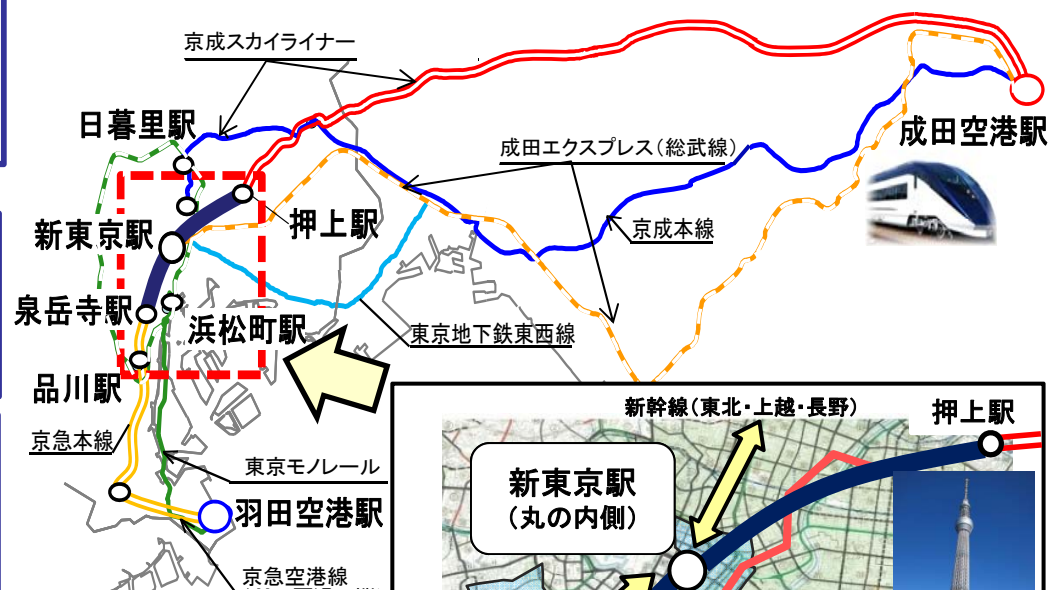 京成スカイライナー
日暮里駅
成田エクスプレス（総武線）
成田空港駅
新東京駅
押上駅
京成本線
泉岳寺駅
浜松町駅
東京地下鉄東西線
品川駅
新幹線（東北・上越・長野）
押上駅
京急本線
東京モノレール
新東京駅
（丸の内側）
羽田空港駅
京急空港線